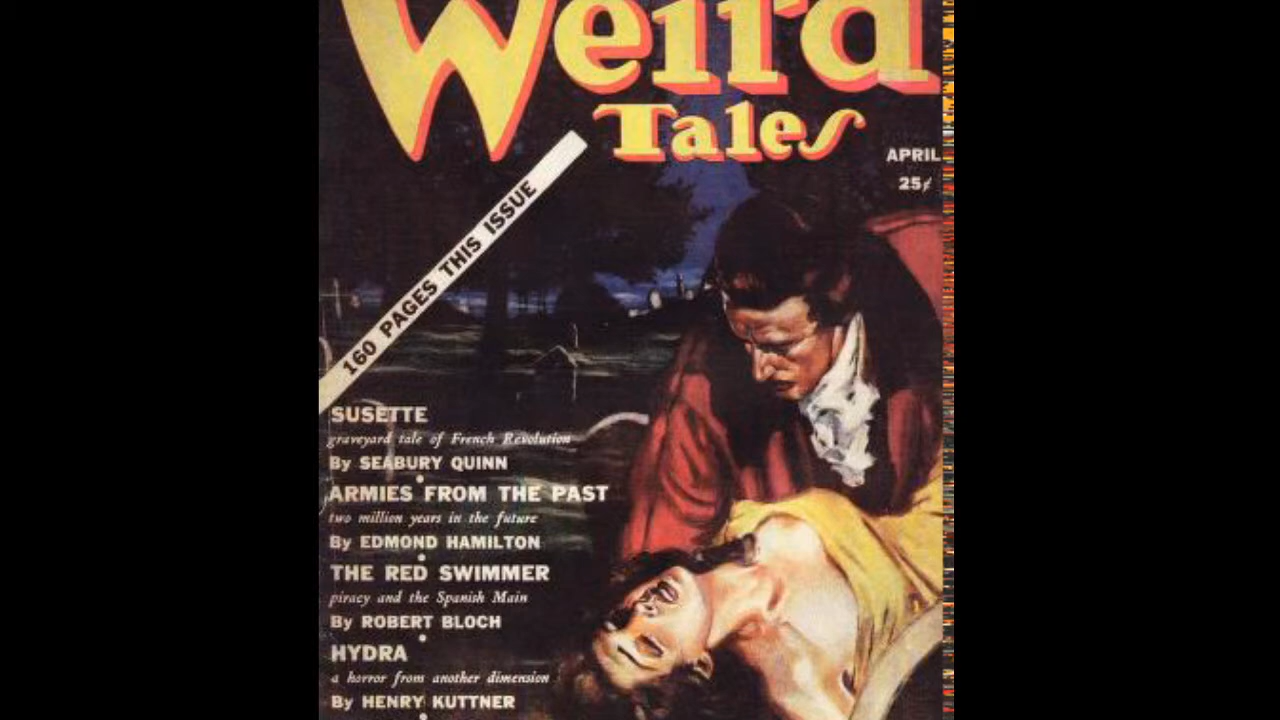 Weird
Tales
APRIL
25¢
160 PAGES THIS ISSUE
SUSETTE
graveyard tale of French Revolution
By SEABURY QUINN
ARMIES FROM THE PAST
two million years in the future
By EDMOND HAMILTON
THE RED SWIMMER
piracy and the Spanish Main
By ROBERT BLOCH
HYDRA
a horror from another dimension
By HENRY KUTTNER